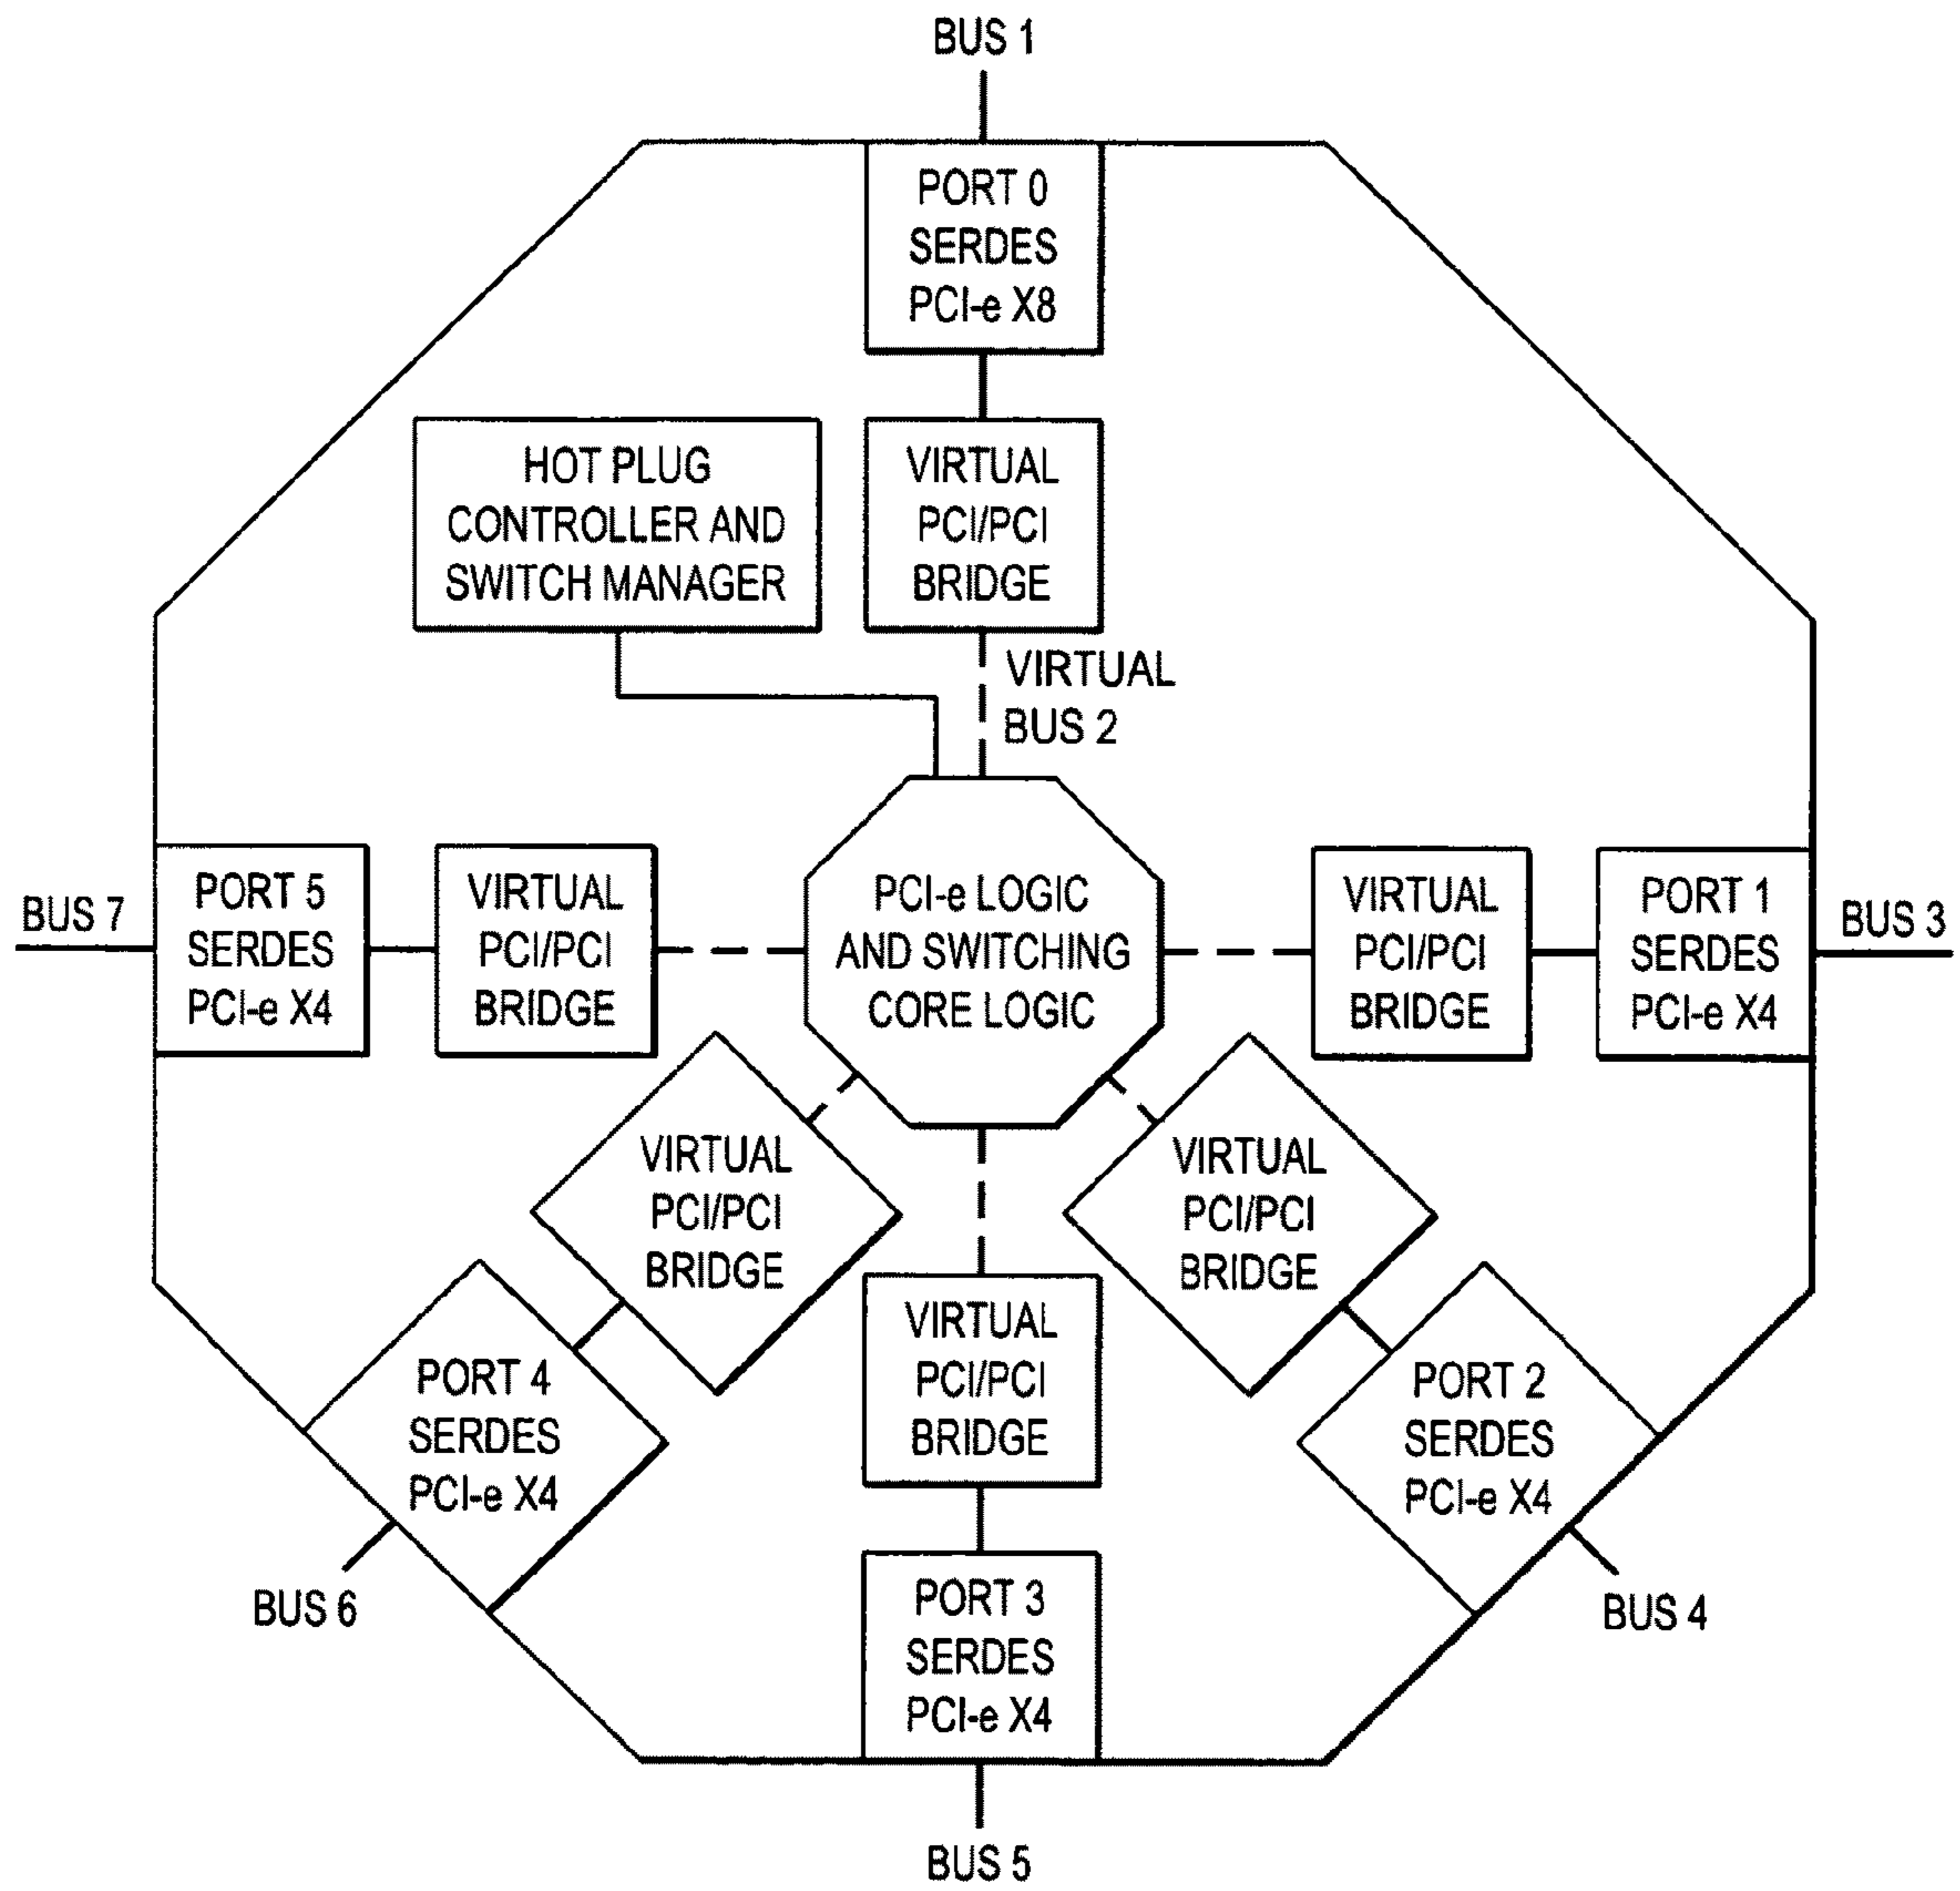 BUS 1
PORT 0
SERDES
PCI-e X8
HOT PLUG
CONTROLLER AND
SWITCH MANAGER
VIRTUAL
PCI/PCI
BRIDGE
VIRTUAL
BUS 2
BUS 7
PORT 5
SERDES
PCI-e X4
VIRTUAL
PCI/PCI
BRIDGE
PCI-e LOGIC
AND SWITCHING
CORE LOGIC
VIRTUAL
PCI/PCI
BRIDGE
PORT 1
SERDES
PCI-e X4
BUS 3
VIRTUAL
PCI/PCI
BRIDGE
VIRTUAL
PCI/PCI
BRIDGE
VIRTUAL
PCI/PCI
BRIDGE
PORT 4
SERDES
PCI-e X4
PORT 2
SERDES
PCI-e X4
BUS 6
PORT 3
SERDES
PCI-e X4
BUS 4
BUS 5